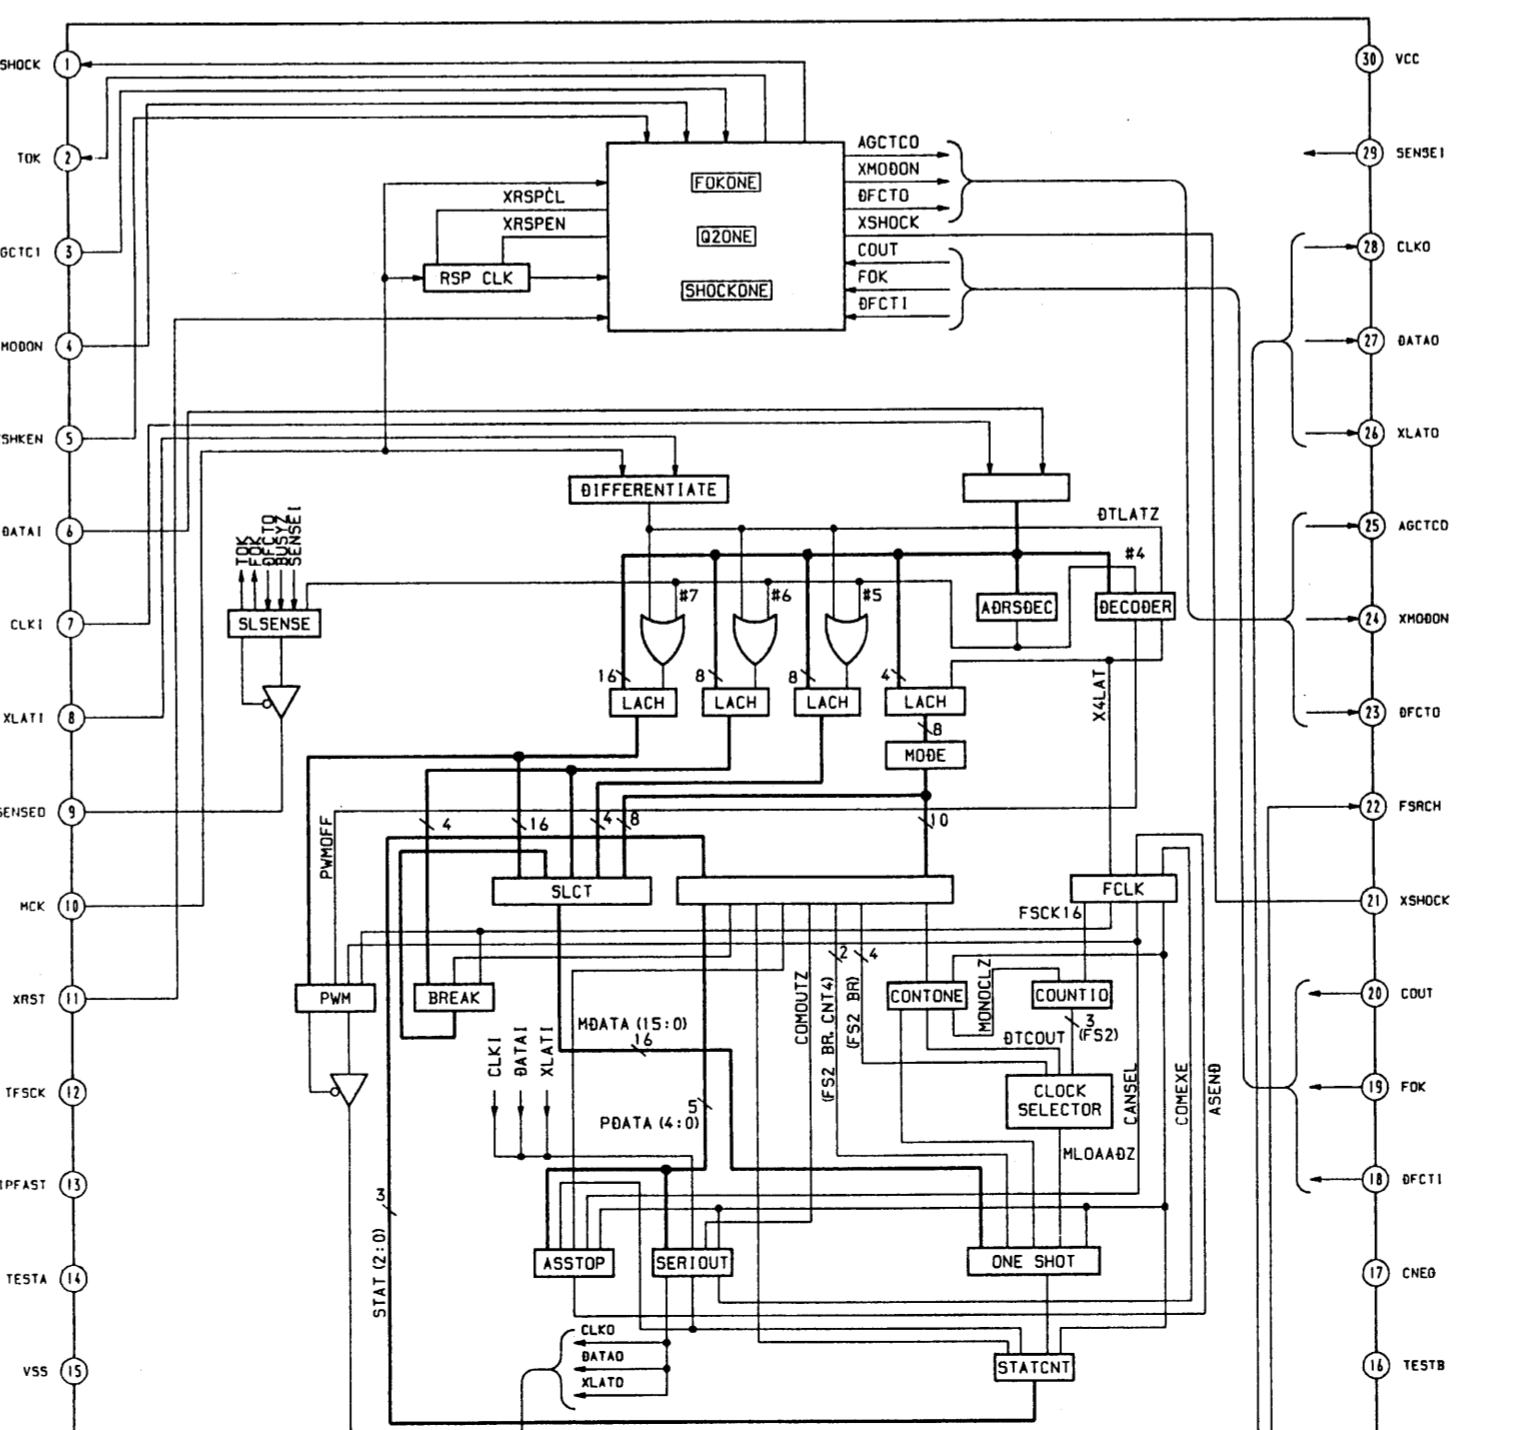 SHOCK 1
TOK 2
GCTCI 3
MODON 4
SHKEN 5
DATAI 6
CLKI 7
XLATI 8
SENSEO 9
MCK 10
XRST 11
TFSCK 12
IPFAST 13
TESTA 14
VSS 15
30 VCC
29 SENSEI
28 CLKO
27 DATAO
26 XLATO
25 AGCTCO
24 XMODON
23 DFCTO
22 FSRCH
21 XSHOCK
20 COUT
19 FOK
18 DFCTI
17 CNEG
16 TESTB
FOKONE
Q2ONE
SHOCKONE
XRSPCL
XRSPEN
RSP CLK
AGCTCO
XMODON
DFCTO
XSHOCK
COUT
FOK
DFCTI
DIFFERENTIATE
DTLATZ
#4
TOK
FOK
DFCTO
BUSYZ
SENSEI
SLSENSE
#7
#6
#5
ADRSDEC
DECODER
16
8
8
4
LACH
LACH
LACH
LACH
X4LAT
8
MODE
4
16
4
8
10
PWMOFF
SLCT
FCLK
FSCK16
2
4
PWM
BREAK
CONTONE
MONOCLZ
COUNTIO
MDATA (15:0)
16
CLKI
DATAI
XLATI
COMOUTZ
(FS2 BR. CNT4)
(FS2 BR)
DTCOUT
3
(FS2)
CLOCK
SELECTOR
CANSEL
COMEXE
ASEND
5
PDATA (4:0)
MLOAADZ
3
STAT (2:0)
ASSTOP
SERIOUT
ONE SHOT
CLKO
DATAO
XLATO
STATCNT